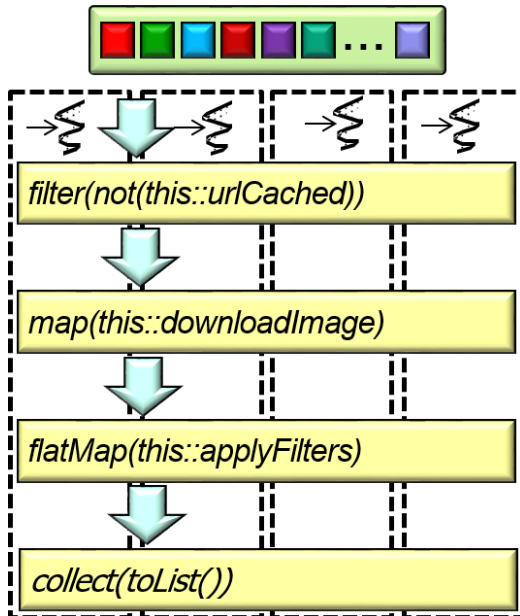 ...
filter(not(this::urlCached))
map(this::downloadImage)
flatMap(this::applyFilters)
collect(toList())